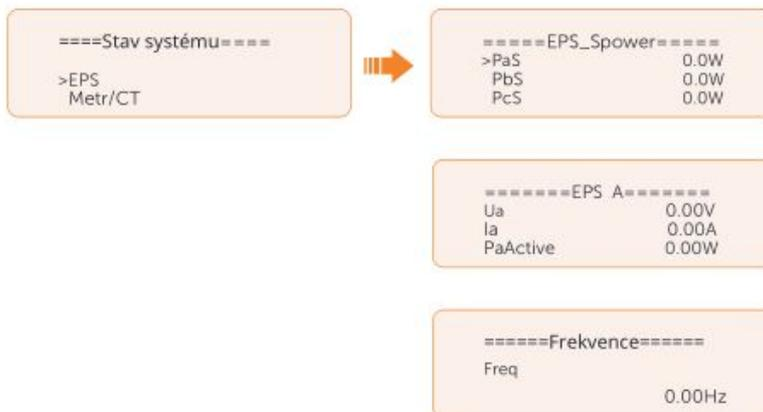 ====Stav systému====
>EPS
Metr/CT
=====EPS_Spower=====
>PaS 0.0W
PbS 0.0W
PcS 0.0W
=======EPS A=======
Ua 0.00V
Ia 0.00A
PaActive 0.00W
======Frekvence======
Freq
0.00Hz